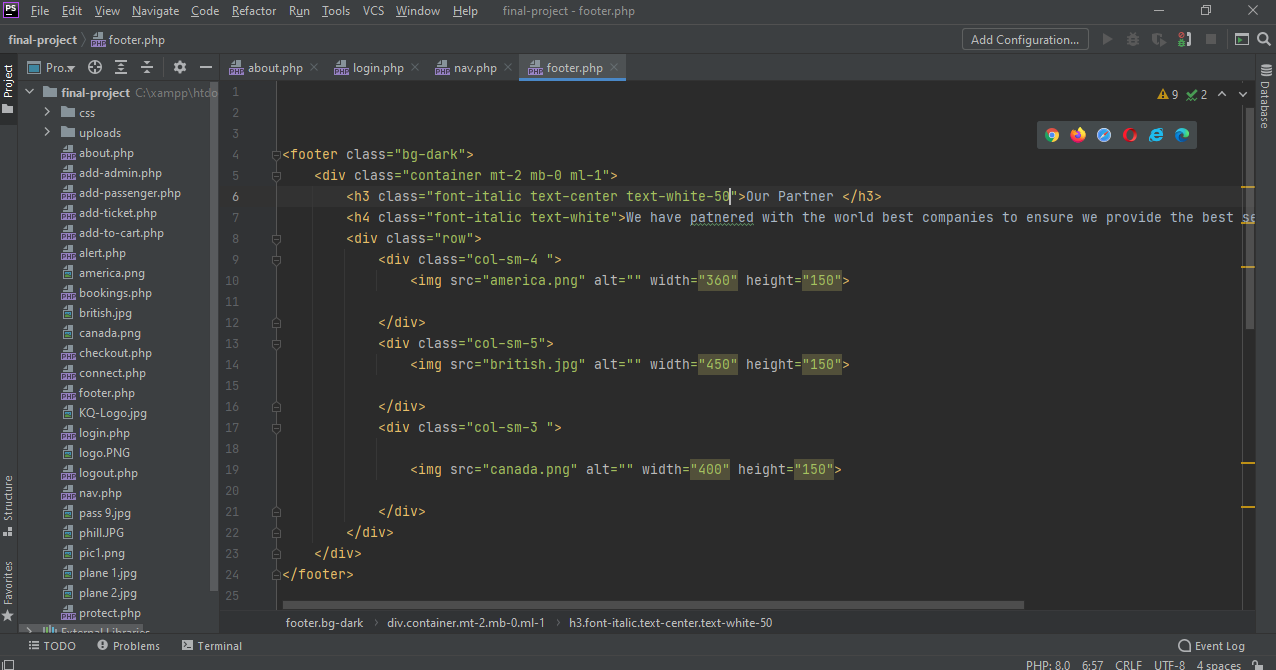 PS File Edit View Navigate Code Refactor Run Tools VCS Window Help final-project - footer.php
final-project footer.php Add Configuration...
Project
Pro...
about.php login.php nav.php footer.php
Database
final-project C:\xampp\htdo
css
uploads
about.php
add-admin.php
add-passenger.php
add-ticket.php
add-to-cart.php
alert.php
america.png
bookings.php
british.jpg
canada.png
checkout.php
connect.php
footer.php
KQ-Logo.jpg
login.php
logo.PNG
logout.php
nav.php
pass 9.jpg
phill.JPG
pic1.png
plane 1.jpg
plane 2.jpg
protect.php
External Libraries
Structure
Favorites
9 2
1
2
3
4 <footer class="bg-dark">
5 <div class="container mt-2 mb-0 ml-1">
6 <h3 class="font-italic text-center text-white-50">Our Partner </h3>
7 <h4 class="font-italic text-white">We have patnered with the world best companies to ensure we provide the best se
8 <div class="row">
9 <div class="col-sm-4 ">
10 <img src="america.png" alt="" width="360" height="150">
11
12 </div>
13 <div class="col-sm-5">
14 <img src="british.jpg" alt="" width="450" height="150">
15
16 </div>
17 <div class="col-sm-3 ">
18
19 <img src="canada.png" alt="" width="400" height="150">
20
21 </div>
22 </div>
23 </div>
24 </footer>
25
footer.bg-dark div.container.mt-2.mb-0.ml-1 h3.font-italic.text-center.text-white-50
TODO Problems Terminal Event Log
PHP: 8.0 6:57 CRLF UTF-8 4 spaces